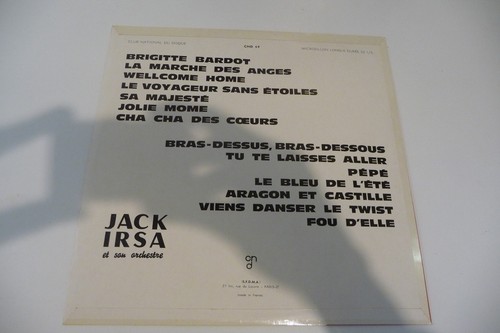 BRIGITTE BARDOT
LA MARCHE DES ANGES
WELLCOME HOME
LE VOYAGEUR SANS ÉTOILES
SA MAJESTÉ
JOLIE MOME
CHA CHA DES CŒURS
BRAS-DESSUS, BRAS-DESSOUS
TU TE LAISSES ALLER
PÉPÉ
LE BLEU DE L'ÉTÉ
ARAGON ET CASTILLE
VIENS DANSER LE TWIST
FOU D'ELLE
JACK
IRSA
et son orchestre